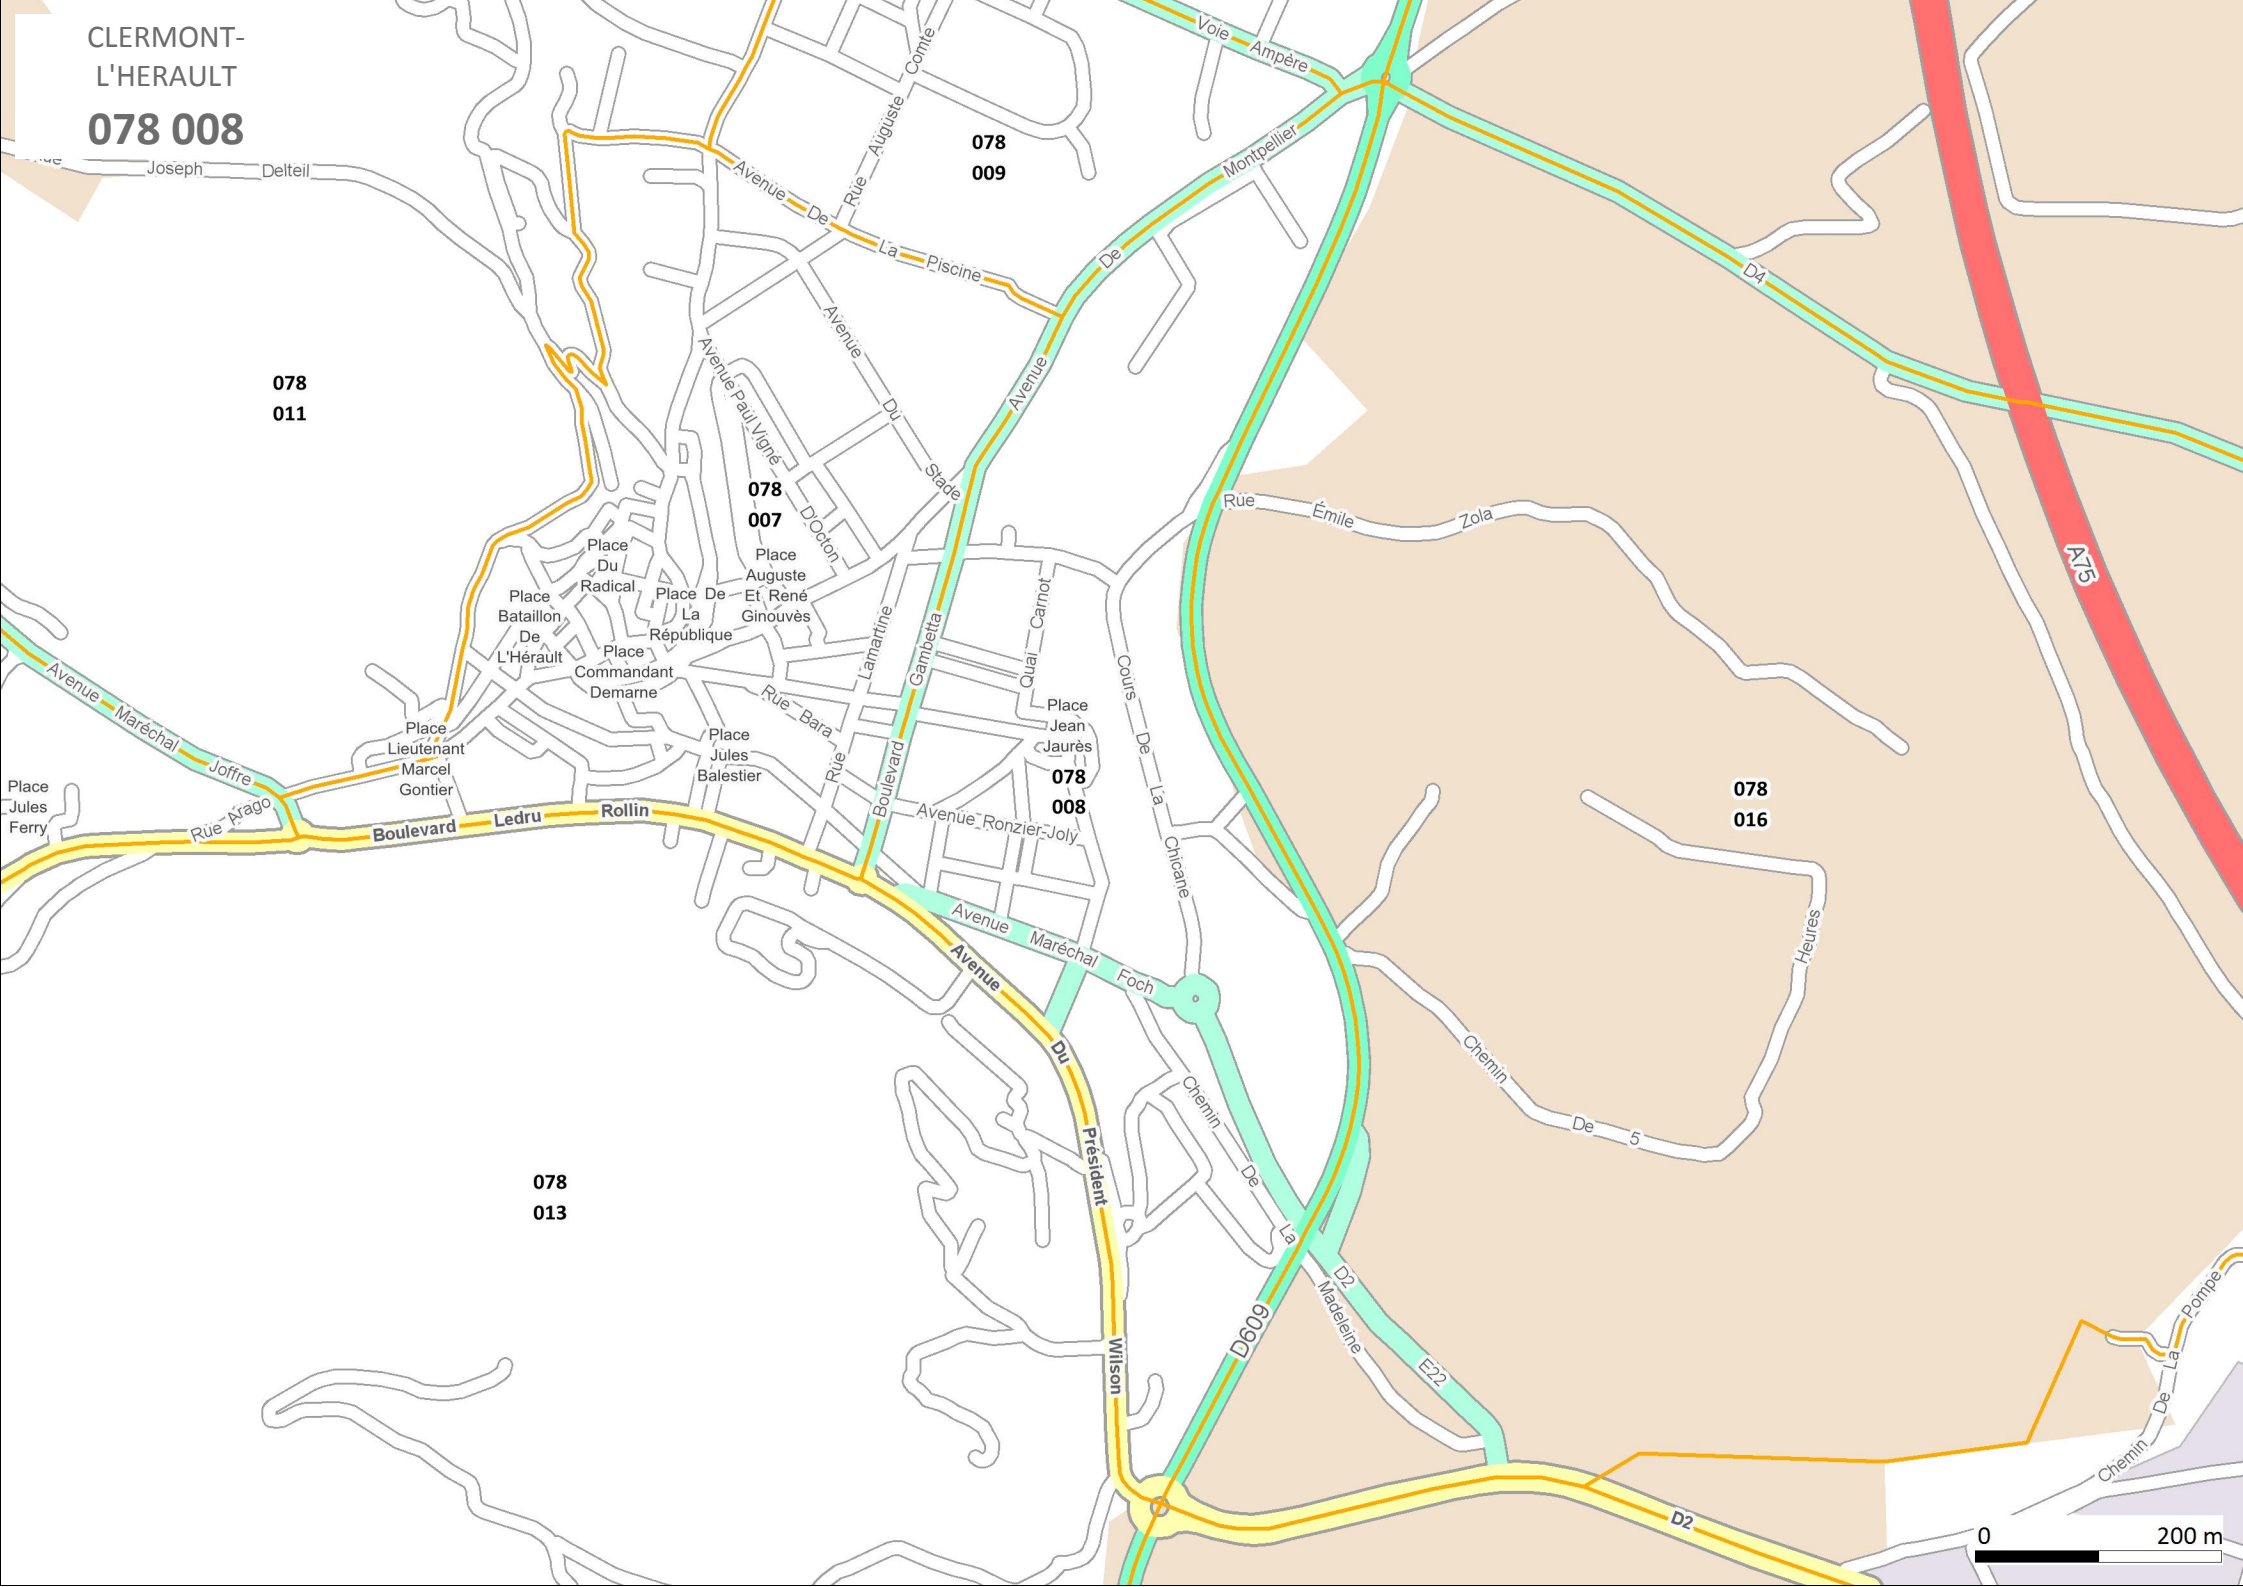 CLERMONT-
L'HERAULT
078 008
Joseph Delteil
Voie Ampère
Rue Auguste Comte
078
009
Avenue De La Piscine
Avenue De Montpellier
D4
A75
078
011
Avenue Du Stade
Avenue Paul Vigné D'Octon
078
007
Rue Émile Zola
Place
Du
Radical
Place
Auguste
Et René
Ginouvès
Place
Bataillon
De
L'Hérault
Place De
La
République
Place
Commandant
Demarne
Rue Lamartine
Boulevard Gambetta
Quai Carnot
Cours De La Chicane
Rue Bara
Place
Jean
Jaurès
078
008
Avenue Maréchal Joffre
Place
Lieutenant
Marcel
Gontier
Place
Jules
Balestier
Place
Jules
Ferry
Rue Arago
Boulevard Ledru Rollin
Avenue Ronzier-Joly
078
016
Avenue Maréchal Foch
Avenue Du Président Wilson
Chemin De 5 Heures
Chemin De La Madeleine
078
013
D2
E22
D609
Chemin De La Pompe
D2
0 200 m